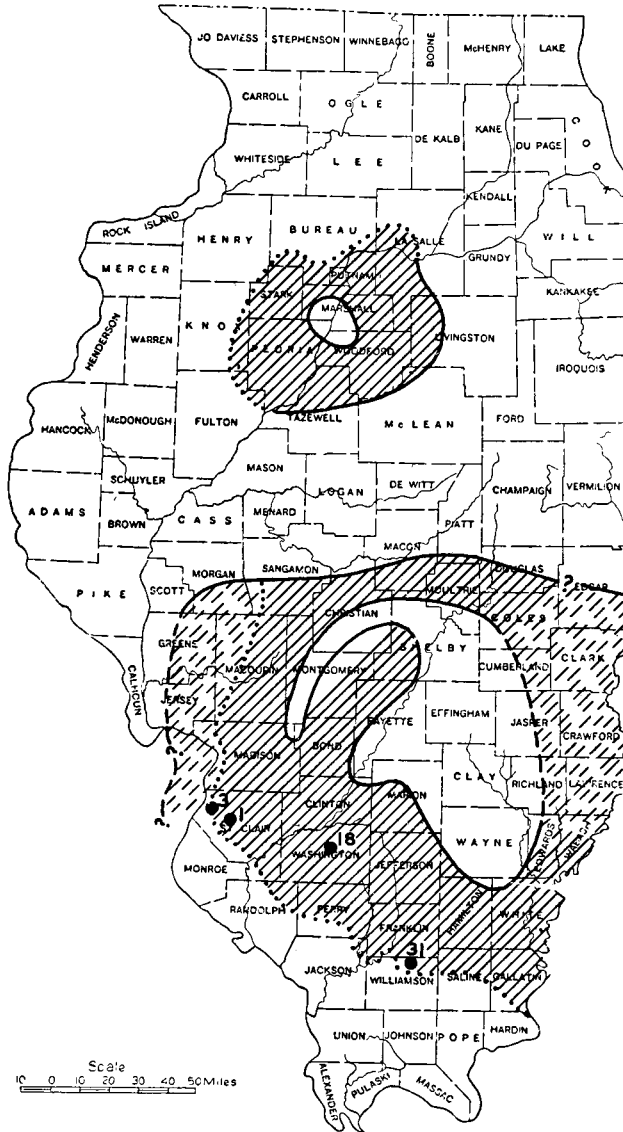 JO DAVIESS STEPHENSON WINNEBAGO BOONE McHENRY LAKE
CARROLL OGLE DE KALB KANE DU PAGE COOK
WHITESIDE LEE KENDALL
ROCK ISLAND HENRY BUREAU LA SALLE GRUNDY WILL
MERCER STARK PUTNAM MARSHALL KANKAKEE
HENDERSON WARREN KNO PEORIA WOODFORD LIVINGSTON IROQUOIS
HANCOCK McDONOUGH FULTON TAZEWELL McLEAN FORD
SCHUYLER MASON LOGAN DE WITT CHAMPAIGN VERMILION
ADAMS BROWN CASS MENARD MACON PIATT
PIKE SCOTT MORGAN SANGAMON CHRISTIAN MOULTRIE DOUGLAS ? EDGAR
GREENE MACOUPIN MONTGOMERY SHELBY COLES CUMBERLAND CLARK
CALHOUN JERSEY FAYETTE EFFINGHAM JASPER CRAWFORD
? MADISON BOND CLAY RICHLAND LAWRENCE
? 3 1 CLAIR CLINTON MARION WAYNE EDWARDS WABASH
MONROE WASHINGTON 18 JEFFERSON
RANDOLPH PERRY FRANKLIN HAMILTON WHITE
JACKSON 31 WILLIAMSON SALINE GALLATIN
UNION JOHNSON POPE HARDIN
ALEXANDER PULASKI MASSAC
Scale
10 0 10 20 30 40 50 Miles